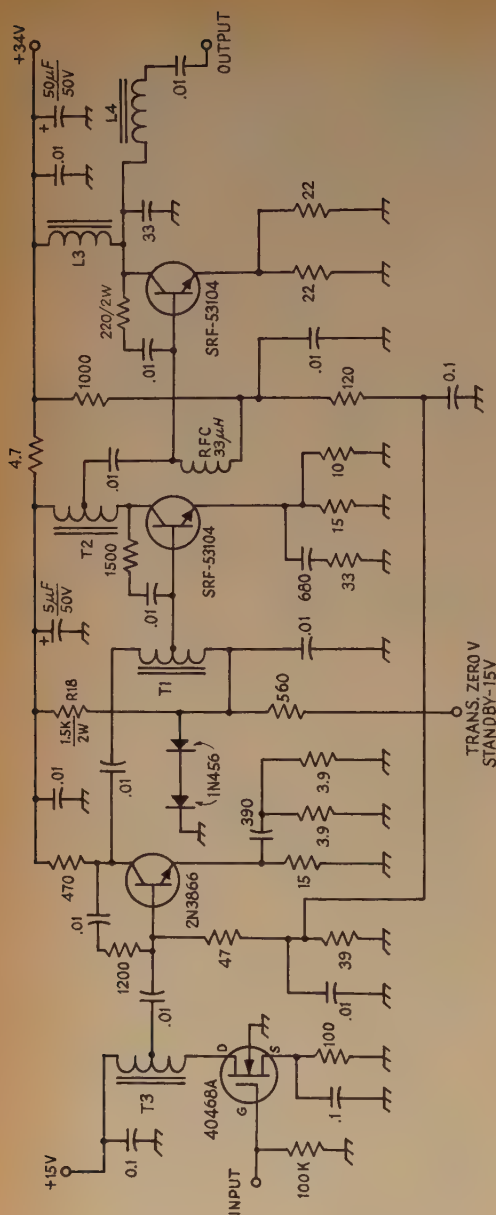 +34V
50µF
50V
+
.01
L3
L4
.01
OUTPUT
33
220/2W
.01
SRF-53104
22
22
1000
.01
120
0.1
4.7
.01
RFC
33µH
T2
1500
.01
SRF-53104
10
15
680
33
5µF
50V
+
T1
.01
R18
1.5K
2W
560
TRANS. ZERO V
STANDBY-15V
.01
1N456
.01
470
.01
1200
2N3866
390
3.9
3.9
15
47
39
.01
.01
+15V
0.1
T3
40468A
D
G
S
INPUT
100K
.1
100